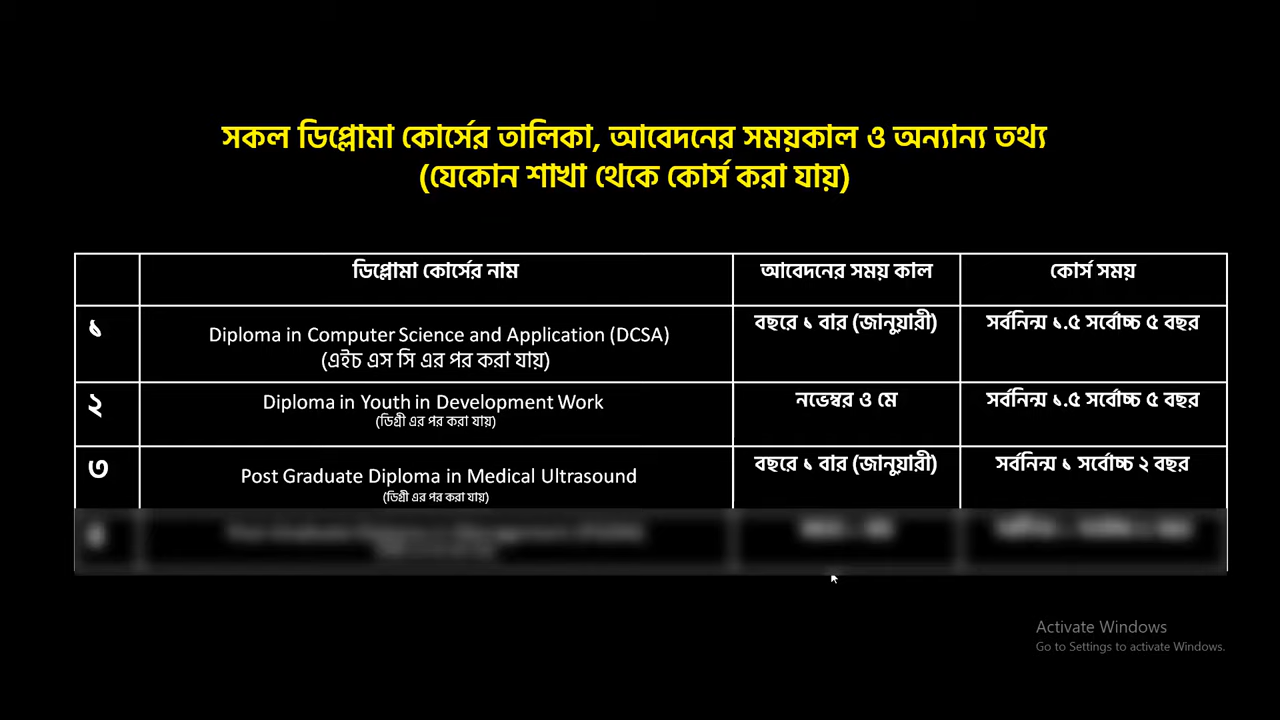 সকল ডিপ্লোমা কোর্সের তালিকা, আবেদনের সময়কাল ও অন্যান্য তথ্য
(যেকোন শাখা থেকে কোর্স করা যায়)
ডিপ্লোমা কোর্সের নাম আবেদনের সময় কাল কোর্স সময়
১ Diploma in Computer Science and Application (DCSA) বছরে ১ বার (জানুয়ারী) সর্বনিন্ম ১.৫ সর্বোচ্চ ৫ বছর
(এইচ এস সি এর পর করা যায়)
২ Diploma in Youth in Development Work নভেম্বর ও মে সর্বনিন্ম ১.৫ সর্বোচ্চ ৫ বছর
(ডিগ্রী এর পর করা যায়)
৩ Post Graduate Diploma in Medical Ultrasound বছরে ১ বার (জানুয়ারী) সর্বনিন্ম ১ সর্বোচ্চ ২ বছর
(ডিগ্রী এর পর করা যায়)
Activate Windows
Go to Settings to activate Windows.